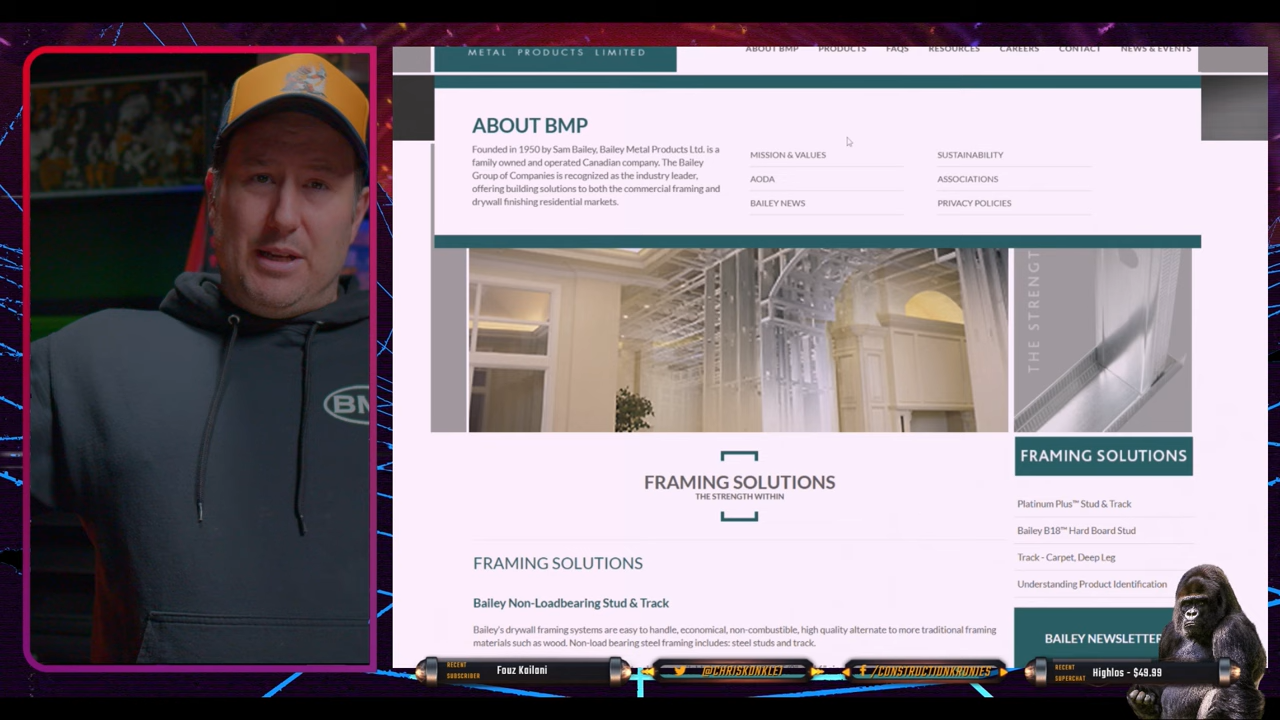 METAL PRODUCTS LIMITED
ABOUT BMP
PRODUCTS
FAQS
RESOURCES
CAREERS
CONTACT
NEWS & EVENTS
ABOUT BMP
Founded in 1950 by Sam Bailey, Bailey Metal Products Ltd. is a
family owned and operated Canadian company. The Bailey
Group of Companies is recognized as the industry leader,
offering building solutions to both the commercial framing and
drywall finishing residential markets.
MISSION & VALUES
AODA
BAILEY NEWS
SUSTAINABILITY
ASSOCIATIONS
PRIVACY POLICIES
THE STRENGT
FRAMING SOLUTIONS
THE STRENGTH WITHIN
FRAMING SOLUTIONS
Bailey Non-Loadbearing Stud & Track
Bailey's drywall framing systems are easy to handle, economical, non-combustible, high quality alternate to more traditional framing
materials such as wood. Non-load bearing steel framing includes: steel studs and track.
FRAMING SOLUTIONS
Platinum Plus™ Stud & Track
Bailey B18™ Hard Board Stud
Track - Carpet, Deep Leg
Understanding Product Identification
BAILEY NEWSLETTER
BM
RECENT
SUBSCRIBER
Fauz Kailani
@CHRISKONKLE1
/CONSTRUCTIONKRONIES
RECENT
SUPERCHAT
Highlos - $49.99